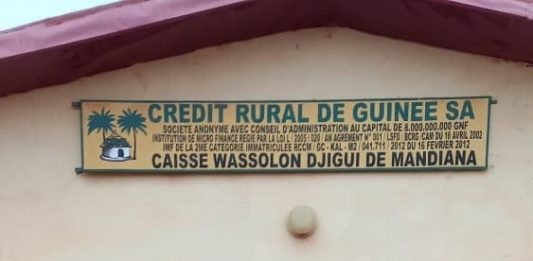 CREDIT RURAL DE GUINEE SA
SOCIETE ANONYME AVEC CONSEIL D'ADMINISTRATION AU CAPITAL DE 8.000.000.000 GNF
INSTITUTION DE MICRO FINANCE REGIE PAR LA LOI L / 2005 / 020 / AN AGREMENT N° 001 / LSFD / BCRG CAM DU 16 AVRIL 2002
IMF DE LA 2ME CATEGORIE IMMATRICULEE RCCM / GC - KAL - M2 / 041.711 / 2012 DU 16 FEVRIER 2012
CAISSE WASSOLON DJIGUI DE MANDIANA